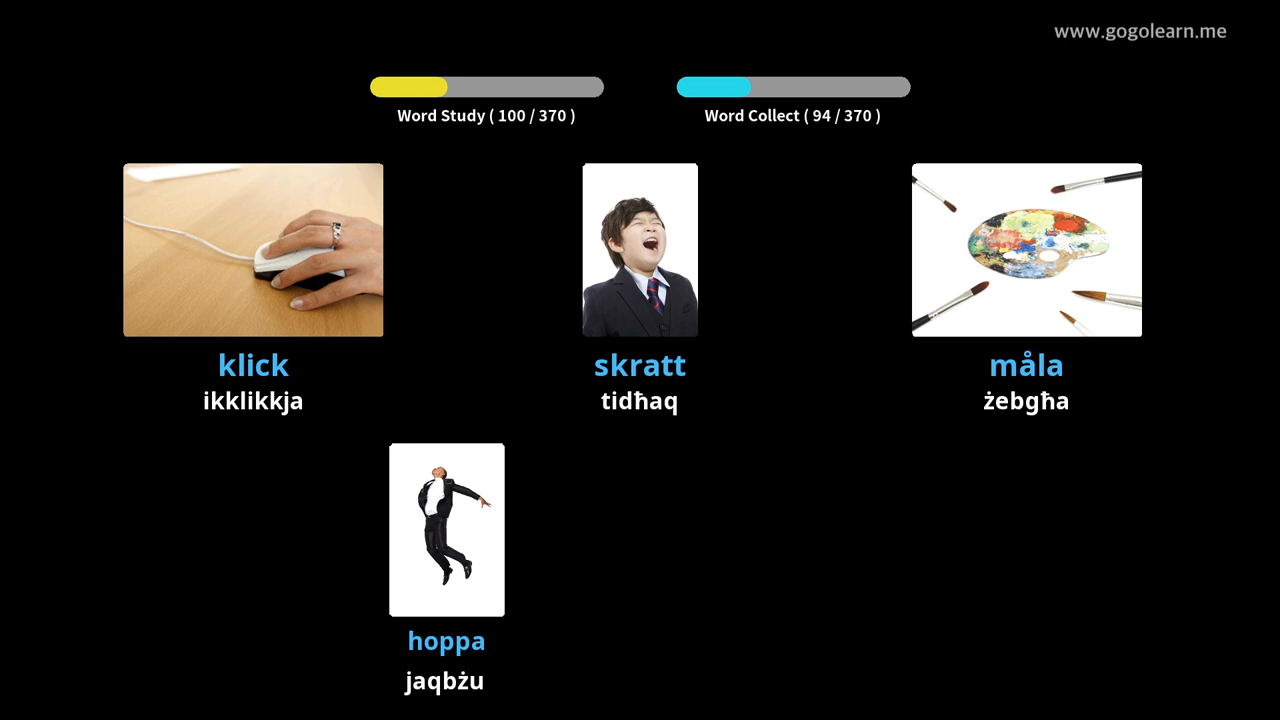 www.gogolearn.me
Word Study ( 100 / 370 )
Word Collect ( 94 / 370 )
klick
ikklikkja
skratt
tidħaq
måla
żebgħa
hoppa
jaqbżu